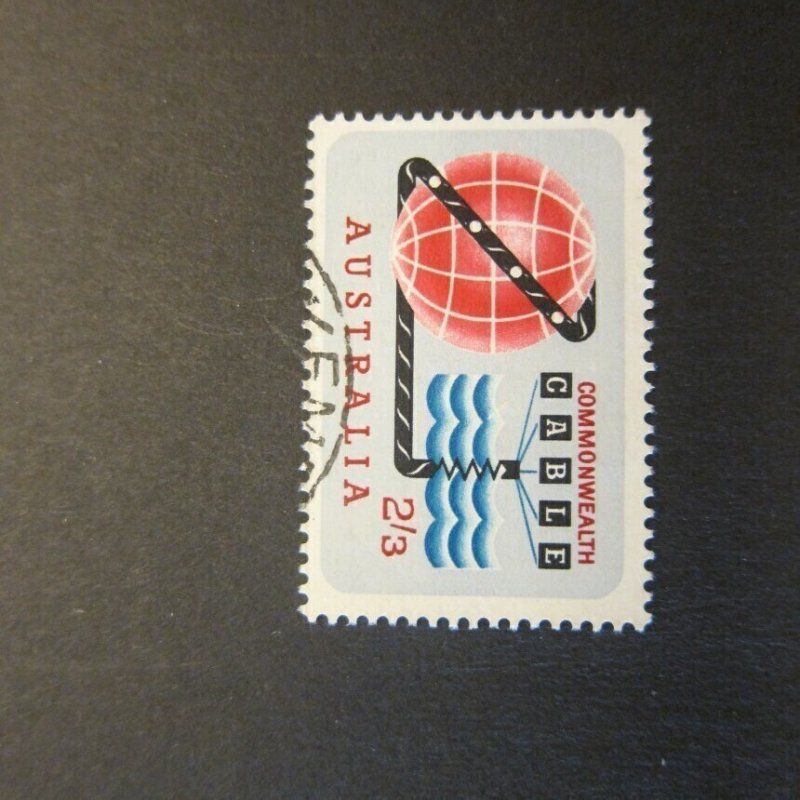 COMMONWEALTH
CABLE
2/3
AUSTRALIA